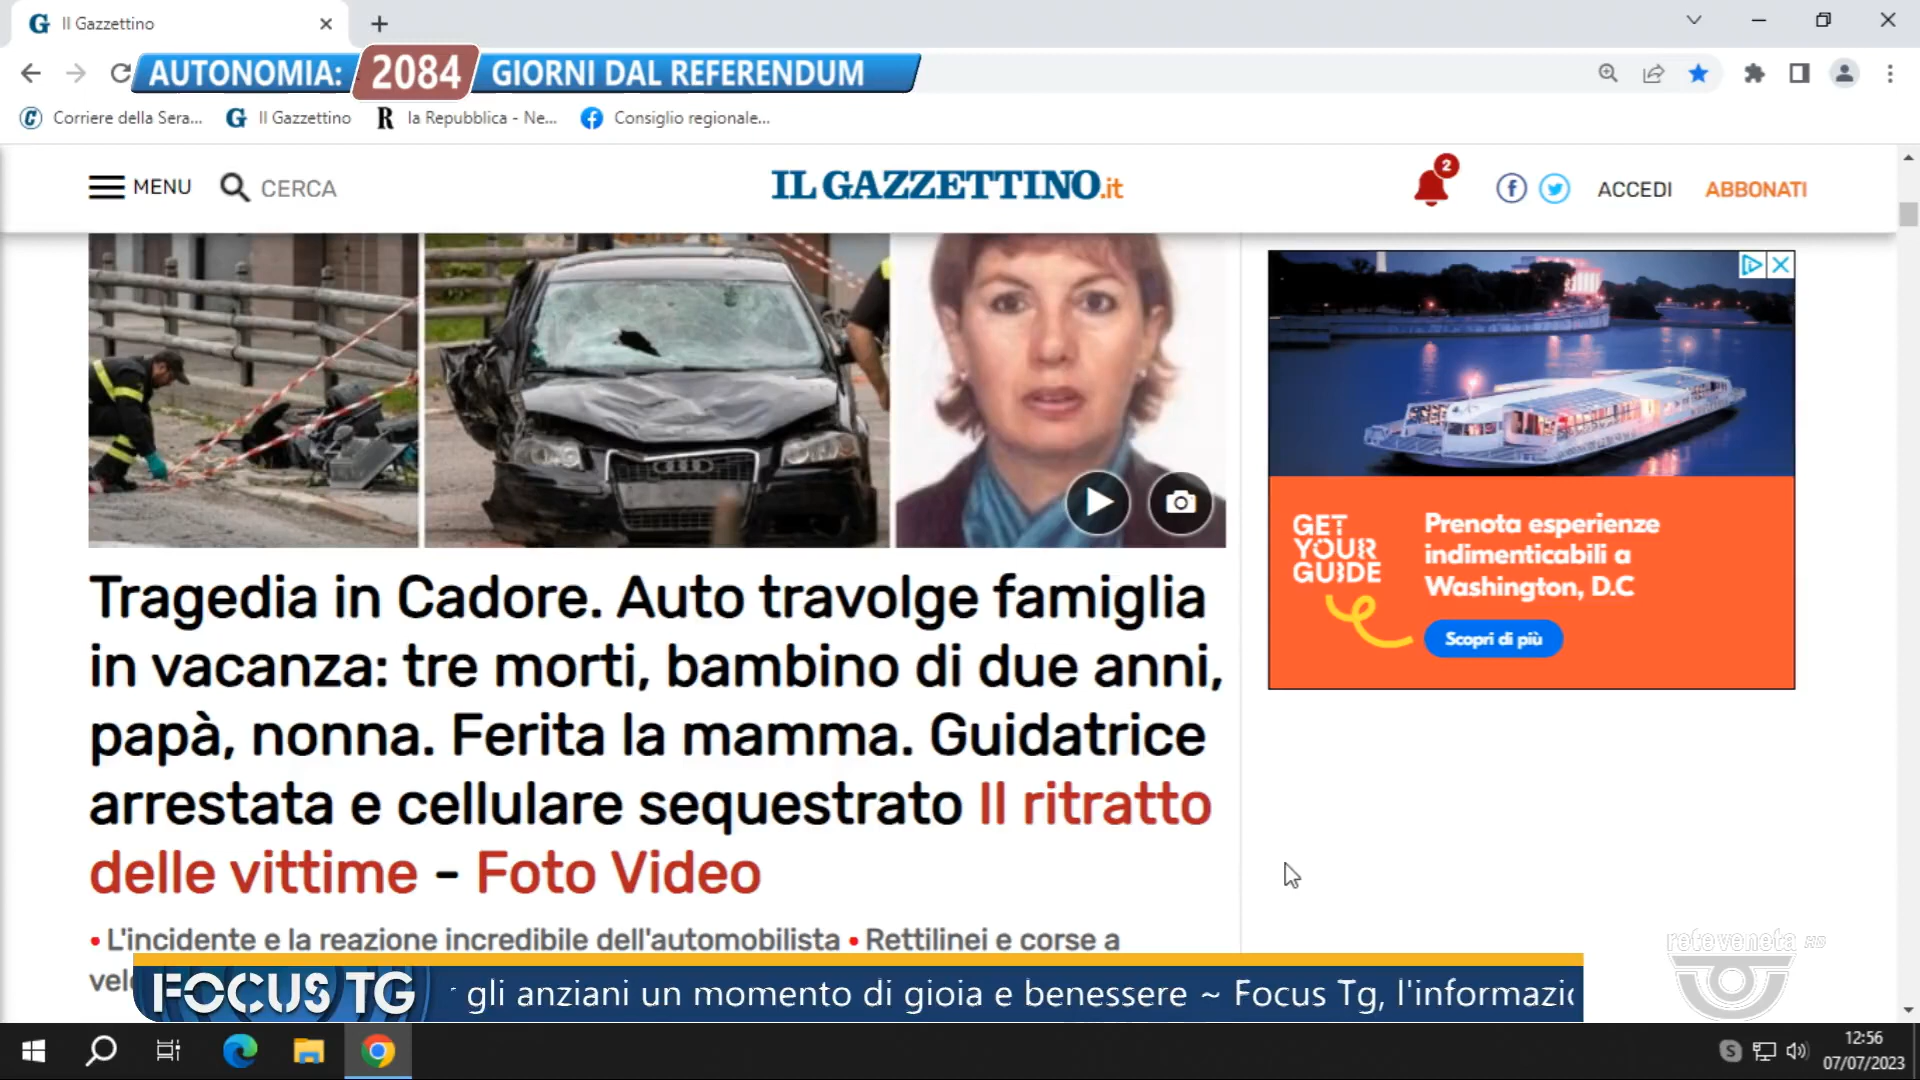 Il Gazzettino
AUTONOMIA: 2084 GIORNI DAL REFERENDUM
Corriere della Sera... Il Gazzettino la Repubblica - Ne... Consiglio regionale...
MENU CERCA IL GAZZETTINO.it 2 ACCEDI ABBONATI
Tragedia in Cadore. Auto travolge famiglia
in vacanza: tre morti, bambino di due anni,
papà, nonna. Ferita la mamma. Guidatrice
arrestata e cellulare sequestrato Il ritratto
delle vittime - Foto Video
• L'incidente e la reazione incredibile dell'automobilista • Rettilinei e corse a
GET
YOUR
GUIDE
Prenota esperienze
indimenticabili a
Washington, D.C
Scopri di più
reteveneta HD
FOCUS TG gli anziani un momento di gioia e benessere ~ Focus Tg, l'informazi
12:56
07/07/2023